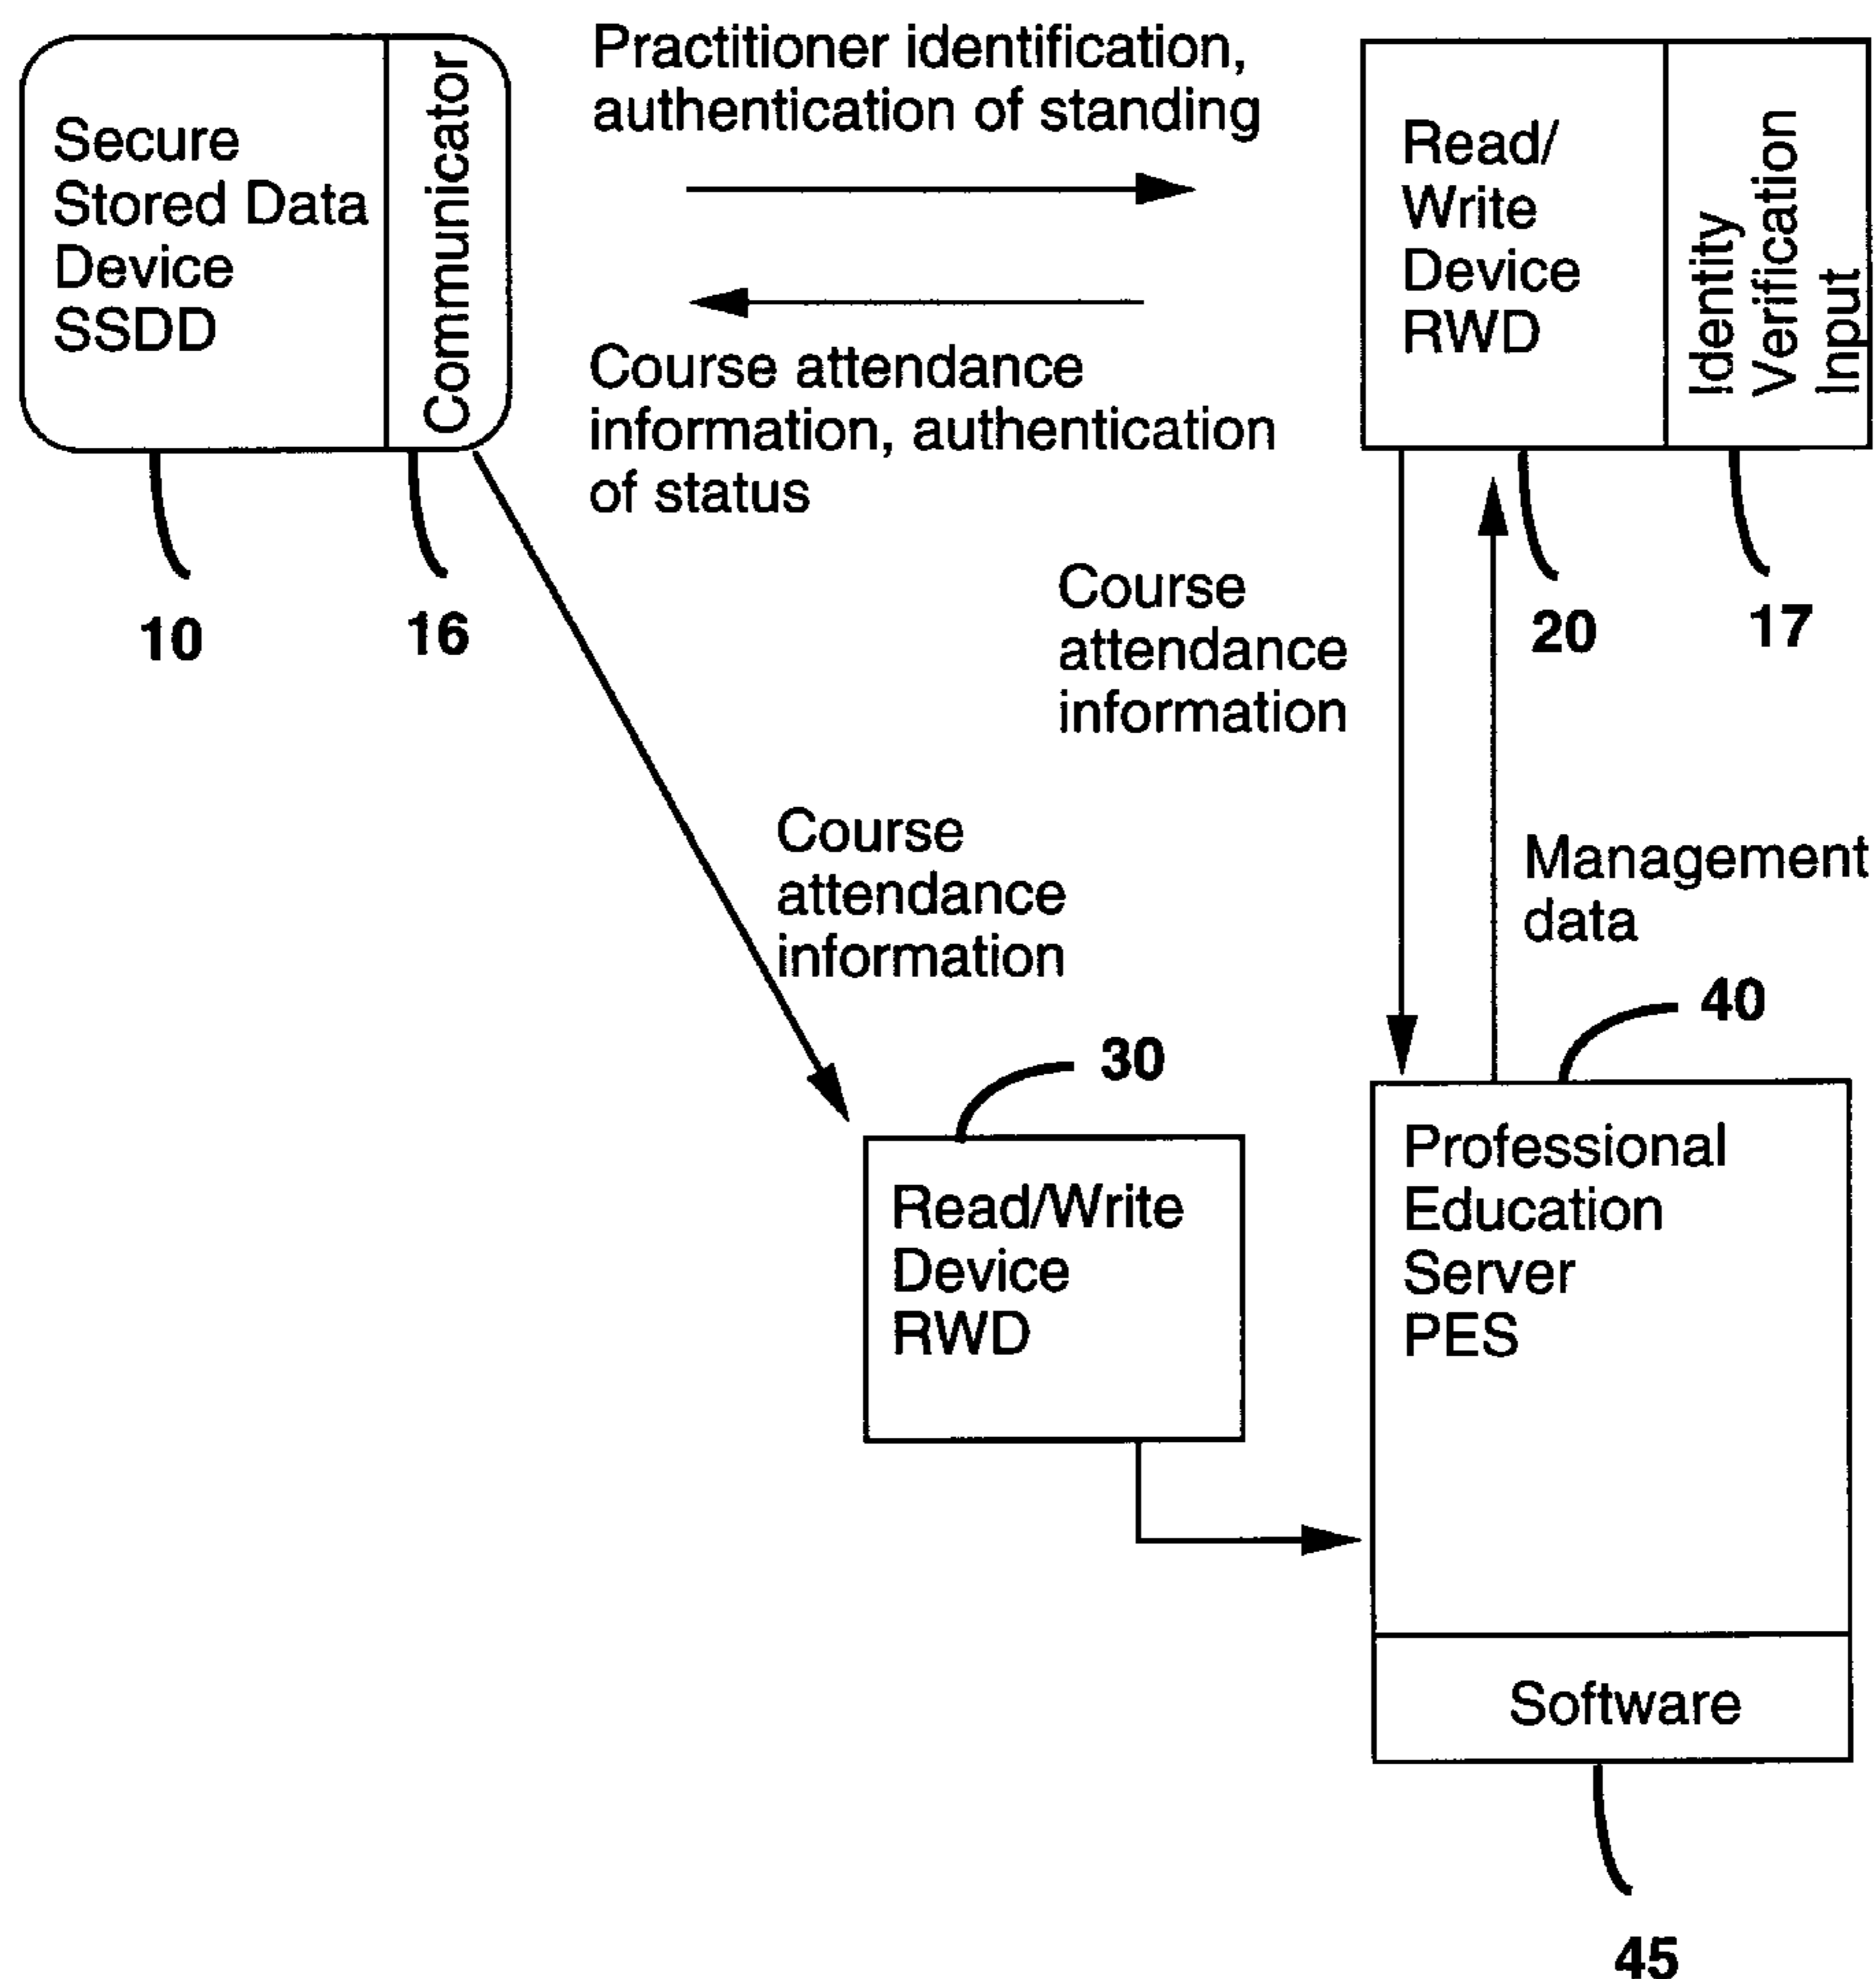 Secure
Stored Data
Device
SSDD
Communicator
Practitioner identification,
authentication of standing
Course attendance
information, authentication
of status
Read/
Write
Device
RWD
Identity
Verification
Input
10
16
20
17
Course
attendance
information
Course
attendance
information
Management
data
40
30
Read/Write
Device
RWD
Professional
Education
Server
PES
Software
45